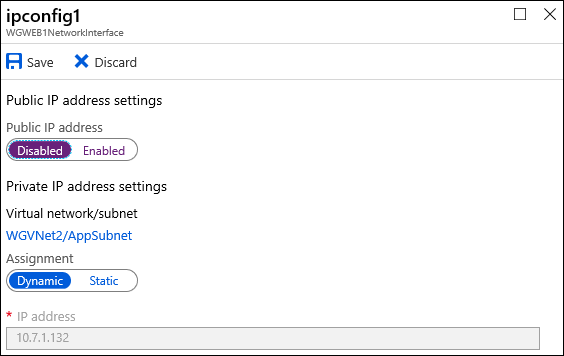 ipconfig1
WGWEB1NetworkInterface
Save Discard
Public IP address settings
Public IP address
Disabled Enabled
Private IP address settings
Virtual network/subnet
WGVNet2/AppSubnet
Assignment
Dynamic Static
* IP address
10.7.1.132